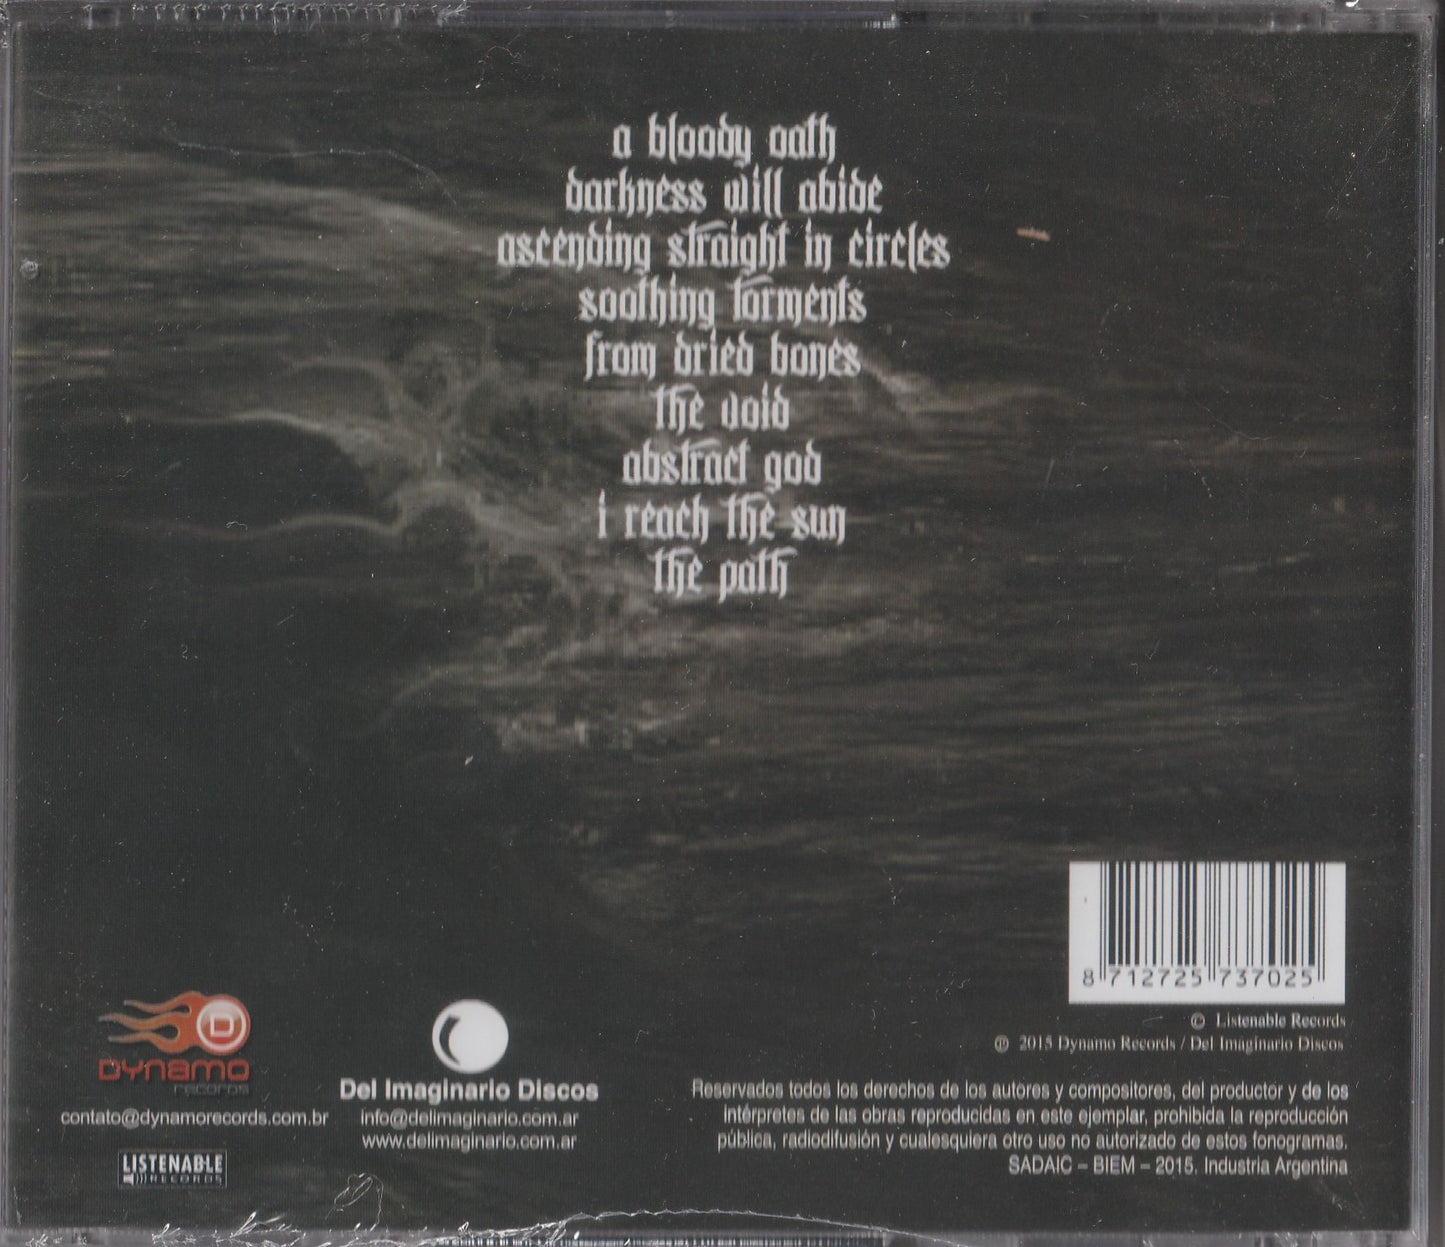 a bloody oath
darkness will abide
ascending straight in circles
soothing torments
from dried bones
the void
abstract god
i reach the sun
the path
8 712725 737025
© Listenable Records
℗ 2015 Dynamo Records / Del Imaginario Discos
D
DYNAMO
records
contato@dynamorecords.com.br
LISTENABLE
RECORDS
Del Imaginario Discos
info@delimaginario.com.ar
www.delimaginario.com.ar
Reservados todos los derechos de los autores y compositores, del productor y de los
intérpretes de las obras reproducidas en este ejemplar, prohibida la reproducción
pública, radiodifusión y cualesquiera otro uso no autorizado de estos fonogramas.
SADAIC – BIEM – 2015. Industria Argentina